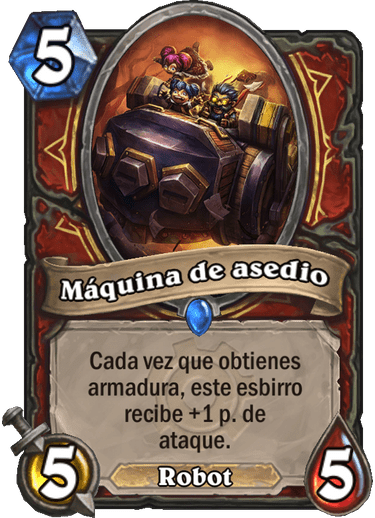 5
Máquina de asedio
Cada vez que obtienes
armadura, este esbirro
recibe +1 p. de
ataque.
5
Robot
5